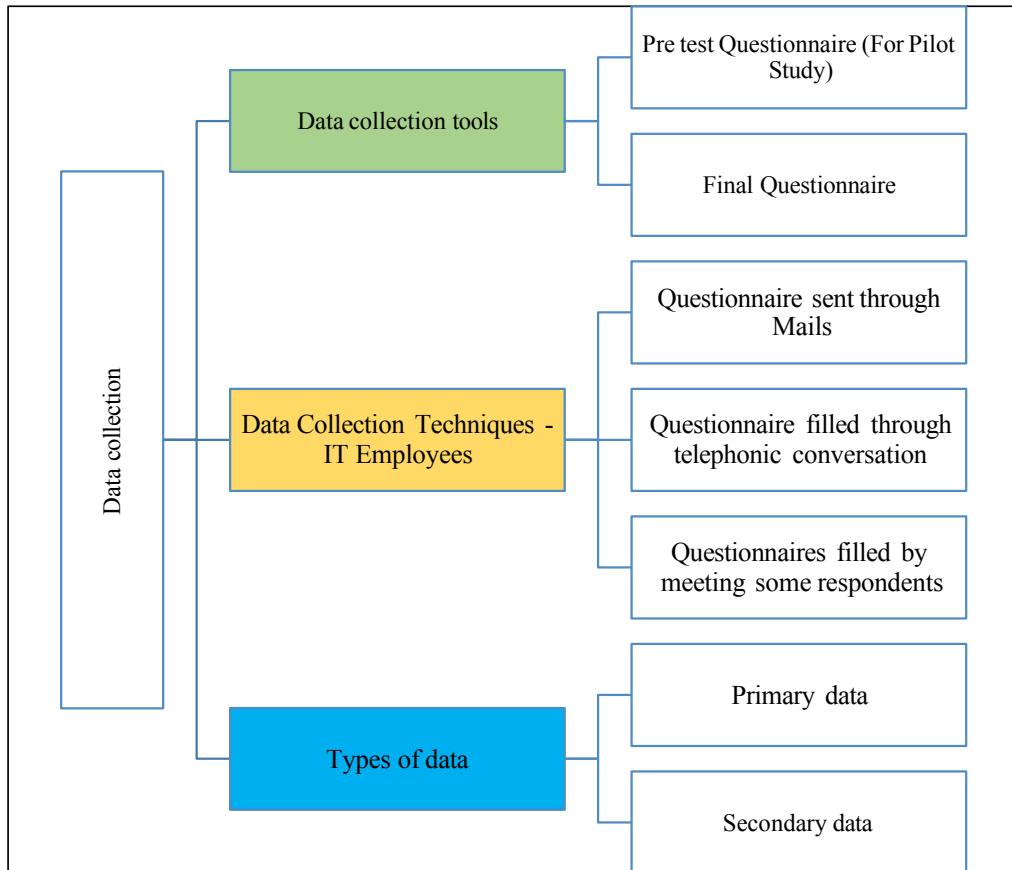 Data collection
Data collection tools
Pre test Questionnaire (For Pilot
Study)
Final Questionnaire
Data Collection Techniques -
IT Employees
Questionnaire sent through
Mails
Questionnaire filled through
telephonic conversation
Questionnaires filled by
meeting some respondents
Types of data
Primary data
Secondary data